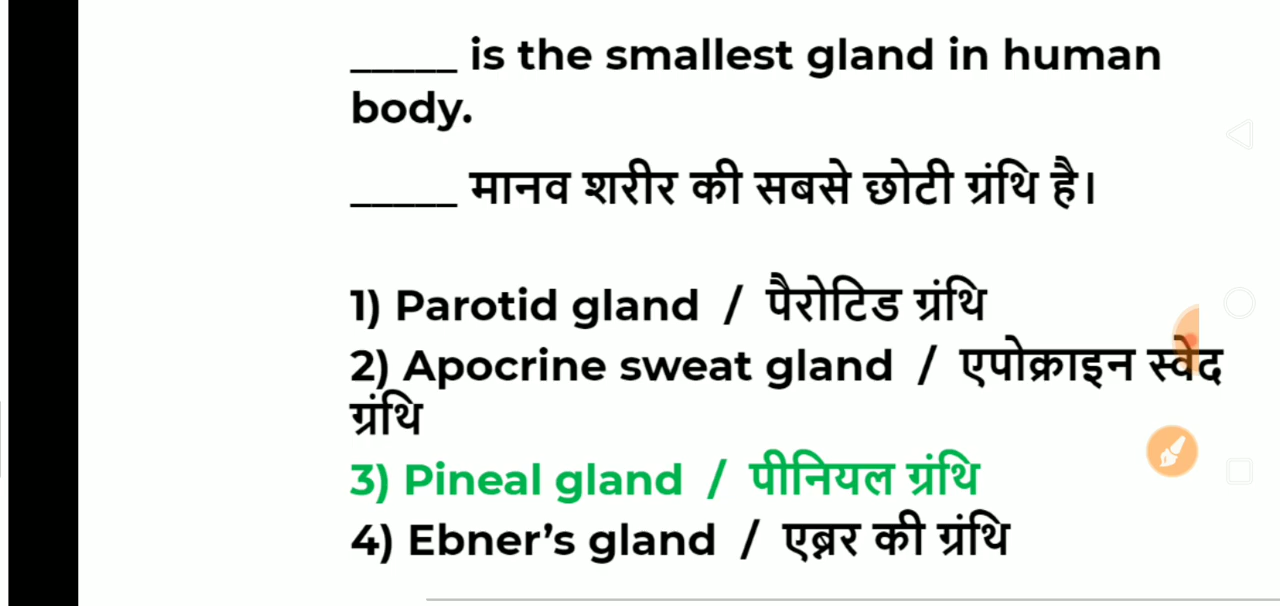 _____ is the smallest gland in human
body.
_____ मानव शरीर की सबसे छोटी ग्रंथि है।
1) Parotid gland / पैरोटिड ग्रंथि
2) Apocrine sweat gland / एपोक्राइन स्वेद
ग्रंथि
3) Pineal gland / पीनियल ग्रंथि
4) Ebner’s gland / एब्नर की ग्रंथि